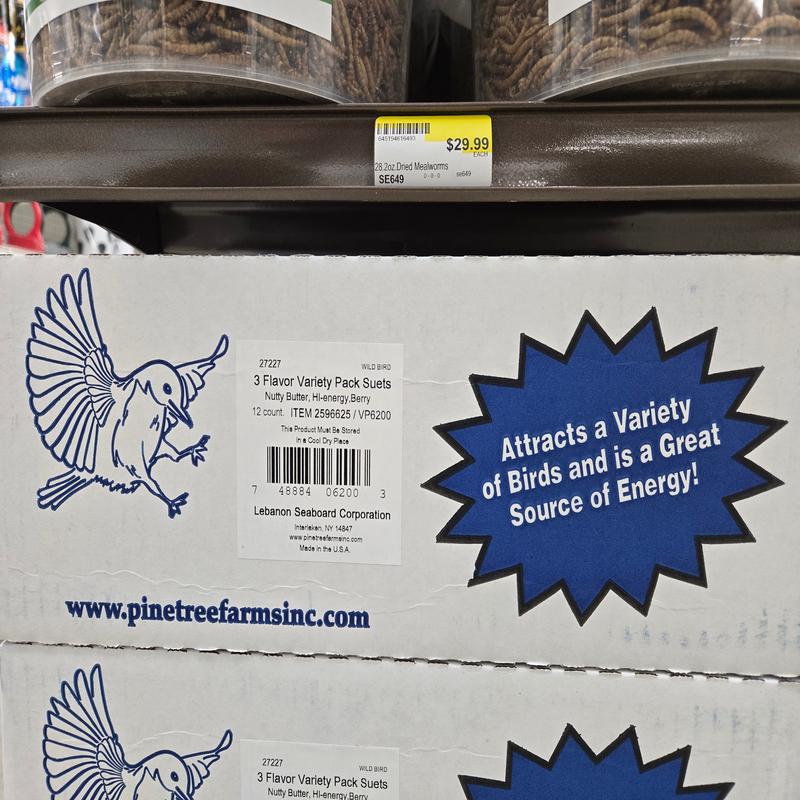 $29.99
EACH
28.2oz.Dried Mealworms
SE649 0-0-0 se649
27227 WILD BIRD
3 Flavor Variety Pack Suets
Nutty Butter, HI-energy,Berry
12 count. ITEM 2596625 / VP6200
This Product Must Be Stored
in a Cool Dry Place
7 48884 06200 3
Lebanon Seaboard Corporation
Interlaken, NY 14847
www.pinetreefarmsinc.com
Made in the U.S.A.
Attracts a Variety
of Birds and is a Great
Source of Energy!
www.pinetreefarmsinc.com
27227 WILD BIRD
3 Flavor Variety Pack Suets
Nutty Butter, HI-energy,Berry